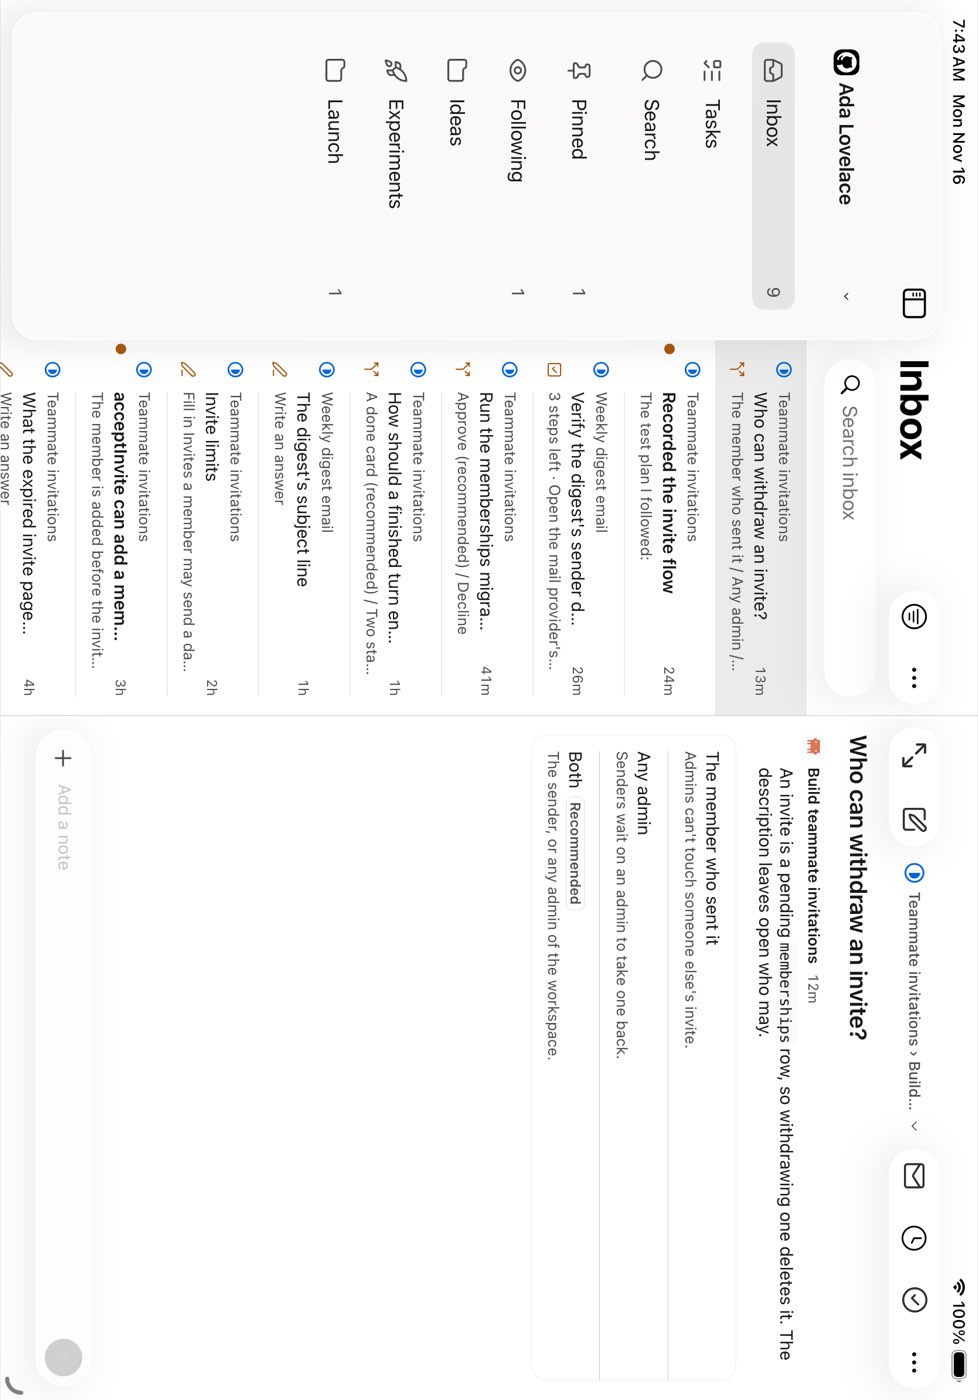 7:43 AM Mon Nov 16
100%
Ada Lovelace
Inbox 9
Tasks
Search
Pinned 1
Following 1
Ideas
Experiments
Launch 1
Inbox
Search inbox
Teammate invitations
Who can withdraw an invite? 13m
The member who sent it / Any admin /...
Teammate invitations
Recorded the invite flow 24m
The test plan I followed:
Weekly digest email
Verify the digest's sender d... 26m
3 steps left · Open the mail provider's...
Teammate invitations
Run the memberships migra... 41m
Approve (recommended) / Decline
Teammate invitations
How should a finished turn en... 1h
A done card (recommended) / Two sta...
Weekly digest email
The digest's subject line 1h
Write an answer
Teammate invitations
Invite limits 2h
Fill in Invites a member may send a da...
Teammate invitations
acceptInvite can add a mem... 3h
The member is added before the invit...
Teammate invitations
What the expired invite page... 4h
Write an answer
Teammate invitations › Build...
Who can withdraw an invite?
Build teammate invitations 12m
An invite is a pending memberships row, so withdrawing one deletes it. The
description leaves open who may.
The member who sent it
Admins can't touch someone else's invite.
Any admin
Senders wait on an admin to take one back.
Both Recommended
The sender, or any admin of the workspace.
Add a note